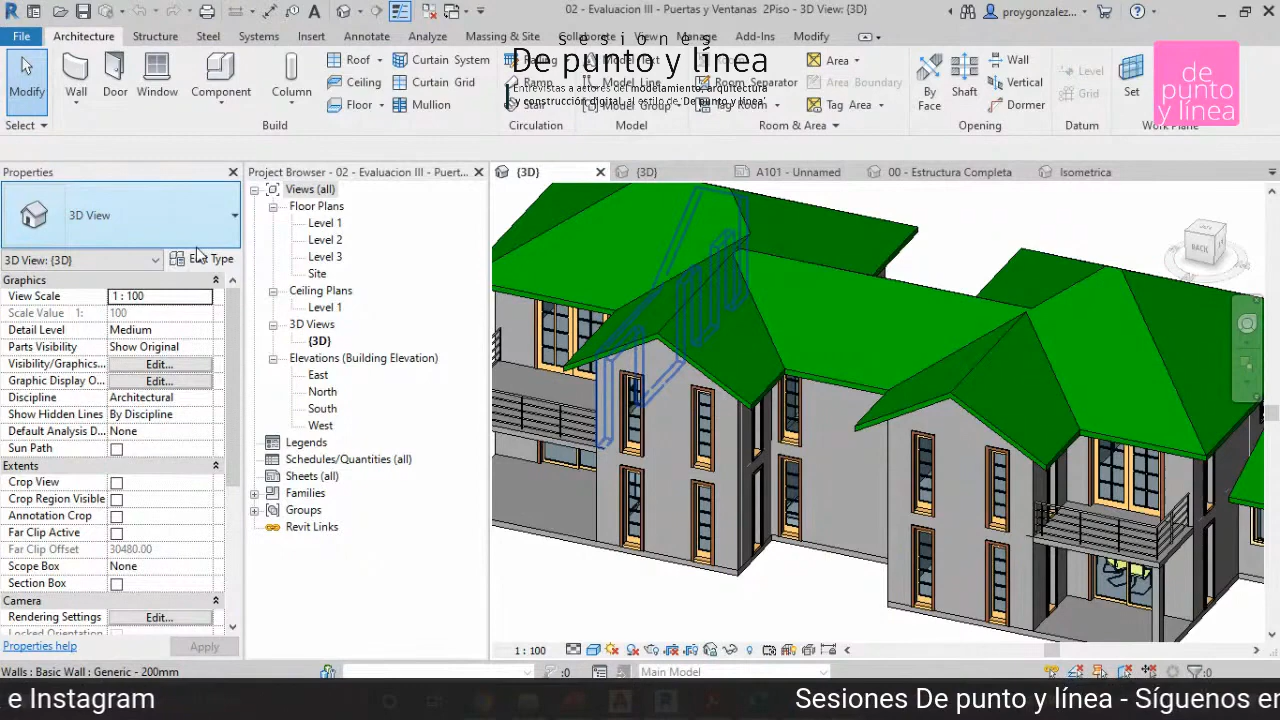 02 - Evaluacion III - Puertas y Ventanas 2Piso - 3D View: {3D}
proygonzalez...
File
Architecture
Structure
Steel
Systems
Insert
Annotate
Analyze
Massing & Site
View
Manage
Add-Ins
Modify
sesiones
De punto y línea
Entrevistas a actores del modelamiento, arquitectura
y construcción digital, al estilo de "De punto y línea"
de
punto
y línea
Modify
Wall
Door
Window
Component
Column
Roof
Ceiling
Floor
Curtain System
Curtain Grid
Mullion
Railing
Ramp
Stair
Model Line
Model Group
Room Separator
Tag Room
Area
Area Boundary
Tag Area
By
Face
Shaft
Wall
Vertical
Dormer
Level
Grid
Set
Select
Build
Circulation
Model
Room & Area
Opening
Datum
Work Plane
Properties
3D View
3D View: {3D}
Edit Type
Graphics
View Scale 1 : 100
Scale Value 1: 100
Detail Level Medium
Parts Visibility Show Original
Visibility/Graphics... Edit...
Graphic Display O... Edit...
Discipline Architectural
Show Hidden Lines By Discipline
Default Analysis D... None
Sun Path
Extents
Crop View
Crop Region Visible
Annotation Crop
Far Clip Active
Far Clip Offset 30480.00
Scope Box None
Section Box
Camera
Rendering Settings Edit...
Locked Orientation
Properties help
Apply
Project Browser - 02 - Evaluacion III - Puert...
Views (all)
Floor Plans
Level 1
Level 2
Level 3
Site
Ceiling Plans
Level 1
3D Views
{3D}
Elevations (Building Elevation)
East
North
South
West
Legends
Schedules/Quantities (all)
Sheets (all)
Families
Groups
Revit Links
{3D}
{3D}
A101 - Unnamed
00 - Estructura Completa
Isometrica
BACK
1 : 100
Walls : Basic Wall : Generic - 200mm
:0
Main Model
:0
e Instagram
Sesiones De punto y línea - Síguenos en